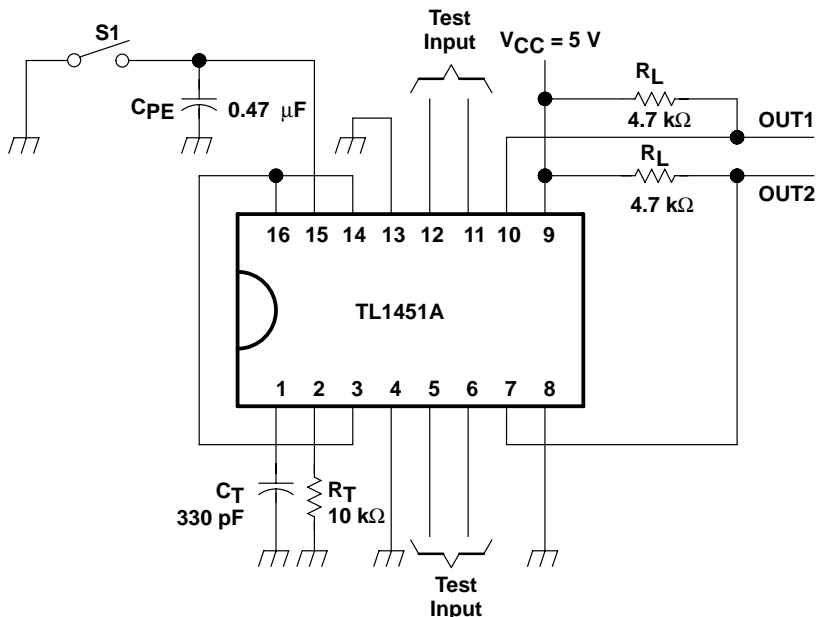 Test
Input
S1
VCC = 5 V
RL
CPE 0.47 μF
4.7 kΩ
OUT1
RL
OUT2
4.7 kΩ
16 15 14 13 12 11 10 9
TL1451A
1 2 3 4 5 6 7 8
CT
330 pF
RT
10 kΩ
Test
Input